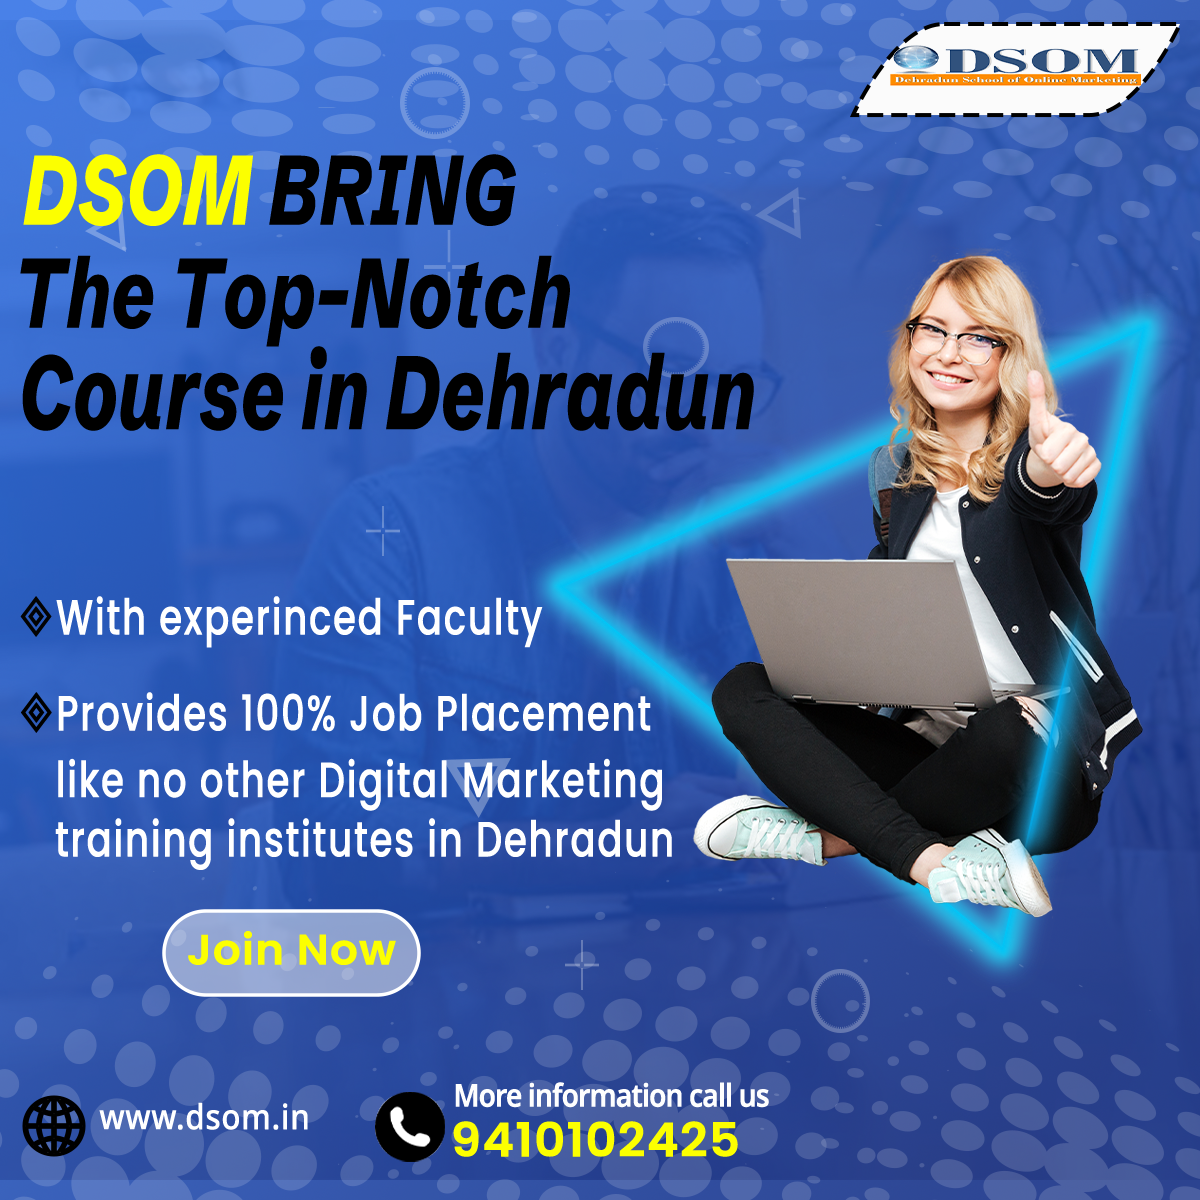 DSOM
Dehradun School of Online Marketing
DSOM BRING
The Top-Notch
Course in Dehradun
With experinced Faculty
Provides 100% Job Placement
like no other Digital Marketing
training institutes in Dehradun
Join Now
www.dsom.in
More information call us
9410102425